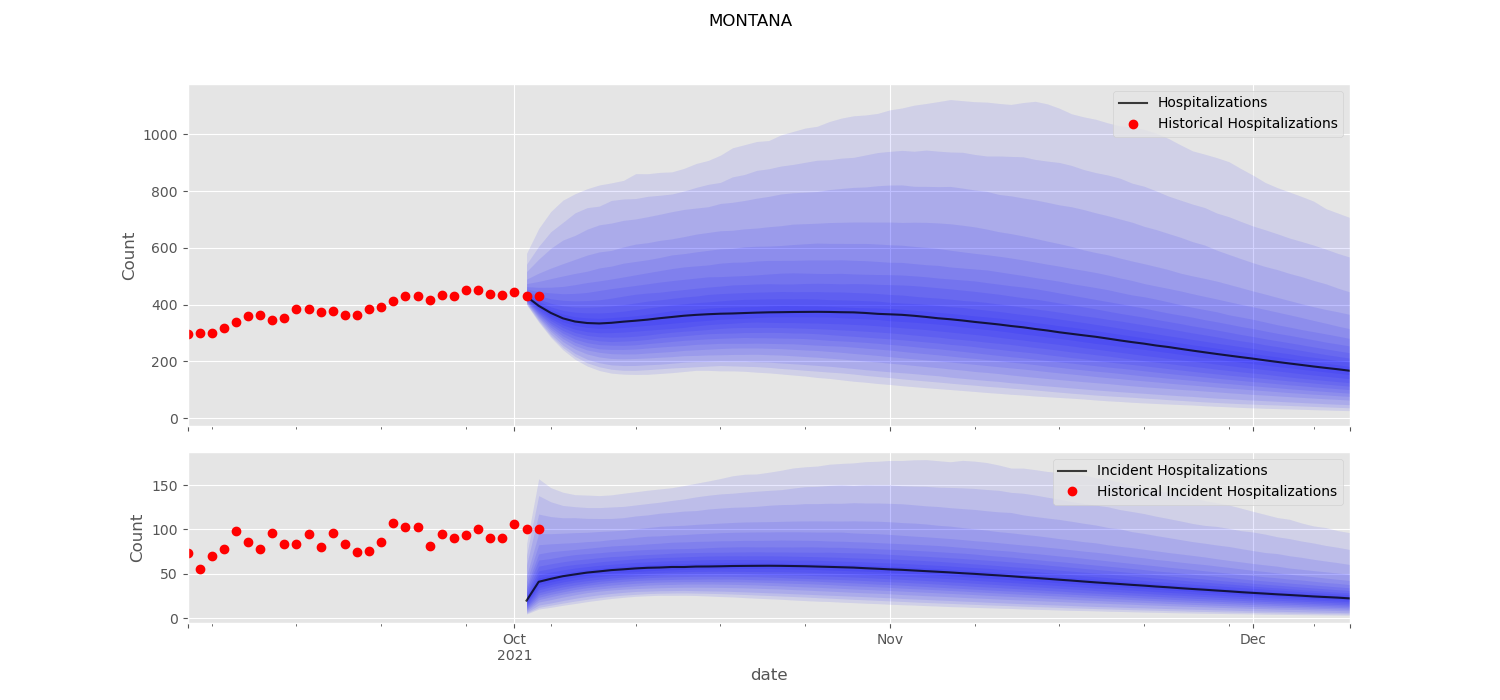 MONTANA
Hospitalizations
Historical Hospitalizations
Count
1000
800
600
400
200
0
Incident Hospitalizations
Historical Incident Hospitalizations
Count
150
100
50
0
Oct
2021
Nov
Dec
date